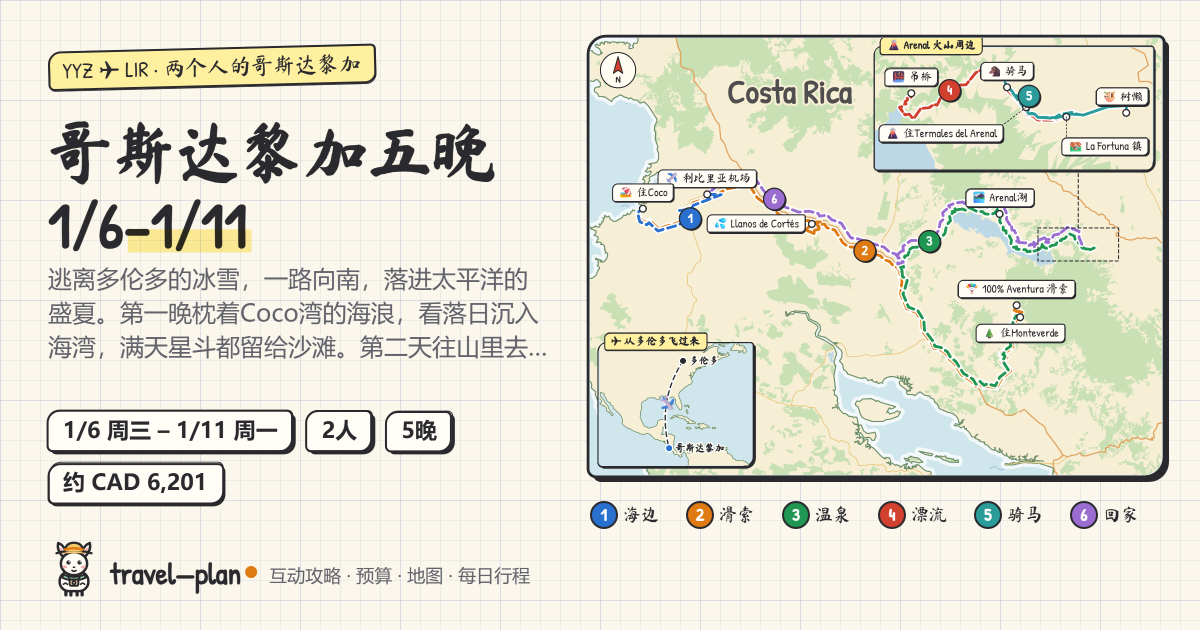 YYZ ✈ LIR · 两个人的哥斯达黎加
哥斯达黎加五晚
1/6–1/11
逃离多伦多的冰雪，一路向南，落进太平洋的
盛夏。第一晚枕着Coco湾的海浪，看落日沉入
海湾，满天星斗都留给沙滩。第二天往山里去…
1/6 周三 – 1/11 周一
2人
5晚
约 CAD 6,201
travel—plan
互动攻略 · 预算 · 地图 · 每日行程
N
Costa Rica
Arenal 火山周边
吊桥
4
骑马
5
树懒
住Termales del Arenal
La Fortuna 镇
利比里亚机场
住Coco
1
6
Llanos de Cortés
2
3
Arenal湖
100% Aventura 滑索
住Monteverde
✈ 从多伦多飞过来
多伦多
哥斯达黎加
1 海边
2 滑索
3 温泉
4 漂流
5 骑马
6 回家